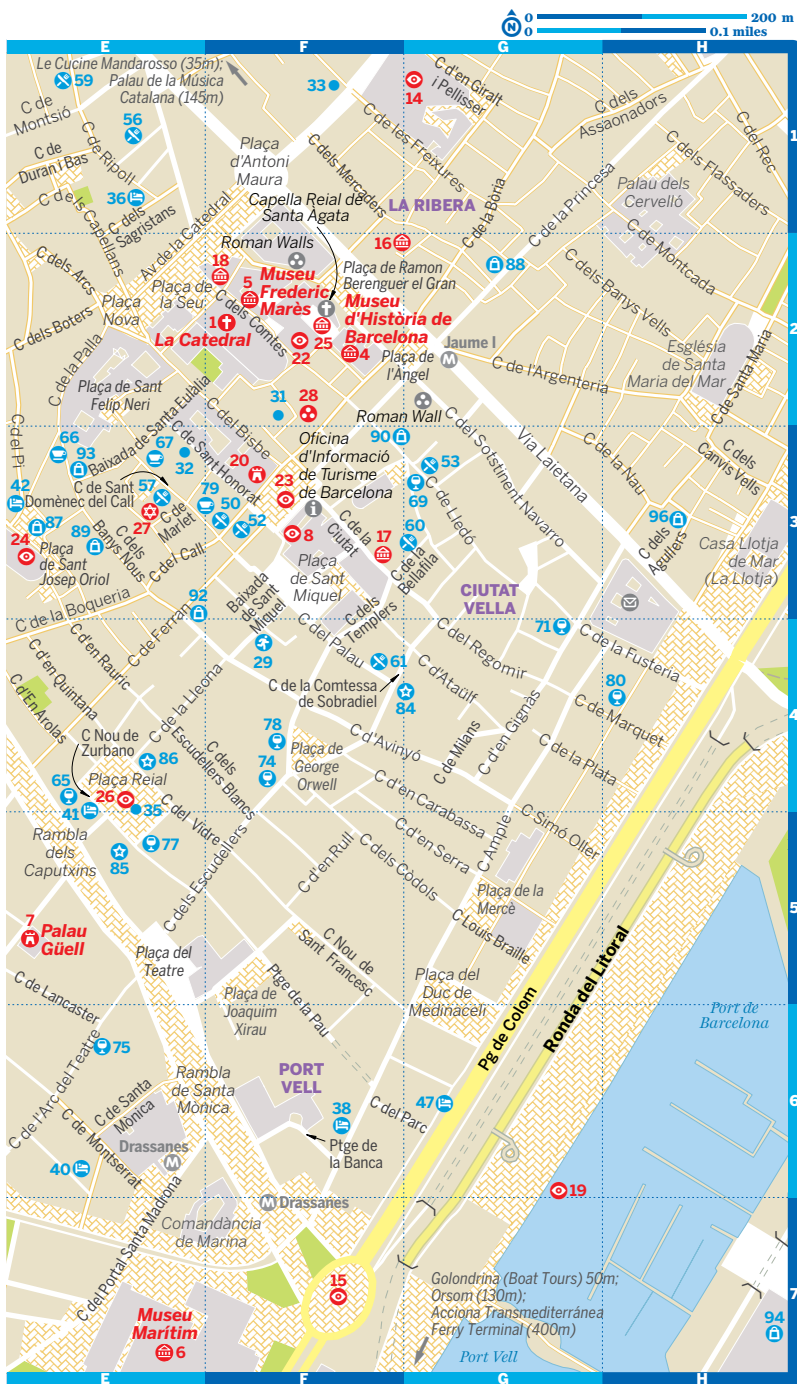 0 200 m
N
0 0.1 miles
E F G H
Le Cucine Mandarosso (35m);
Palau de la Música
Catalana (145m)
59
33
14
C d'en Giralt
i Pellisser
C dels
Assaonadors
C del Rec
1
C de
Montsió
56
Plaça
d'Antoni
Maura
C de les Freixures
C de
Duran i Bas
C de Ripoll
C dels Mercaders
C dels Flassaders
36
C dels
Sagristans
C dels Capellans
Av de la Catedral
Capella Reial de
Santa Àgata
LA RIBERA
C de la Bòria
C de la Princesa
Palau dels
Cervelló
C de Montcada
Roman Walls
16
88
18
C dels Arcs
Plaça de
la Seu
5
Museu
Frederic
Marès
Plaça de Ramon
Berenguer el Gran
C dels Banys Vells
Plaça
Nova
C dels Boters
1
La Catedral
C dels Comtes
22
25
Museu
d'Història de
Barcelona
4
Plaça de
l'Àngel
Jaume I
M
C de l'Argenteria
Església
de Santa
Maria del Mar
C de Santa Maria
2
C de la Palla
Plaça de Sant
Felip Neri
31
28
Roman Wall
C del Pi
66
93
Baixada de Santa Eulàlia
67
32
C del Bisbe
C de Sant Honorat
20
Oficina
d'Informació
de Turisme
de Barcelona
i
23
90
53
69
C del Sotstinent Navarro
Via Laietana
C de la Nau
C dels
Canvis Vells
42
C de Sant
Domènec del Call
57
79
50
52
87
24
89
Plaça
de Sant
Josep Oriol
C dels
Banys Nous
27
C de
Marlet
C del Call
8
Plaça
de Sant
Miquel
C de la
Ciutat
17
60
C de Lledó
C de la
Bellafila
96
C dels
Agullers
Casa Llotja
de Mar
(La Llotja)
3
C de la Boqueria
92
Baixada
de Sant
Miquel
C dels
Templers
CIUTAT
VELLA
71
C de Ferran
29
C del Palau
61
C del Regomir
C de la Fusteria
C d'en Rauric
C d'en Quintana
C d'En Arolas
C de la Lleona
C de la Comtessa
de Sobradiel
84
C d'Ataülf
80
C de Marquet
4
C Nou de
Zurbano
86
C dels
Escudellers Blancs
78
74
Plaça de
George
Orwell
C d'Avinyó
C de Milans
C d'en Gignàs
C de la Plata
Plaça Reial
65
26
41
35
C del Vidre
77
85
Rambla
dels
Caputxins
C dels Escudellers
C d'en Rull
C dels Còdols
C d'en Carabassa
C d'en Serra
C Ample
C Simó Oller
Plaça de la
Mercè
7
Palau
Güell
Plaça del
Teatre
C Nou de
Sant Francesc
C Louis Braille
5
C de Lancaster
Plaça de
Joaquim
Xirau
Ptge de la Pau
Plaça del
Duc de
Medinaceli
Pg de Colom
Ronda del Litoral
Port de
Barcelona
75
C de l'Arc del Teatre
Rambla
de Santa
Mònica
PORT
VELL
38
47
C del Parc
6
C de Santa
Mònica
C de Montserrat
Drassanes
M
Ptge de
la Banca
40
19
M Drassanes
C del Portal Santa Madrona
Comandància
de Marina
15
Golondrina (Boat Tours) 50m;
Orsom (130m);
Acciona Transmediterránea
Ferry Terminal (400m)
7
Museu
Marítim
6
Port Vell
94
E F G H